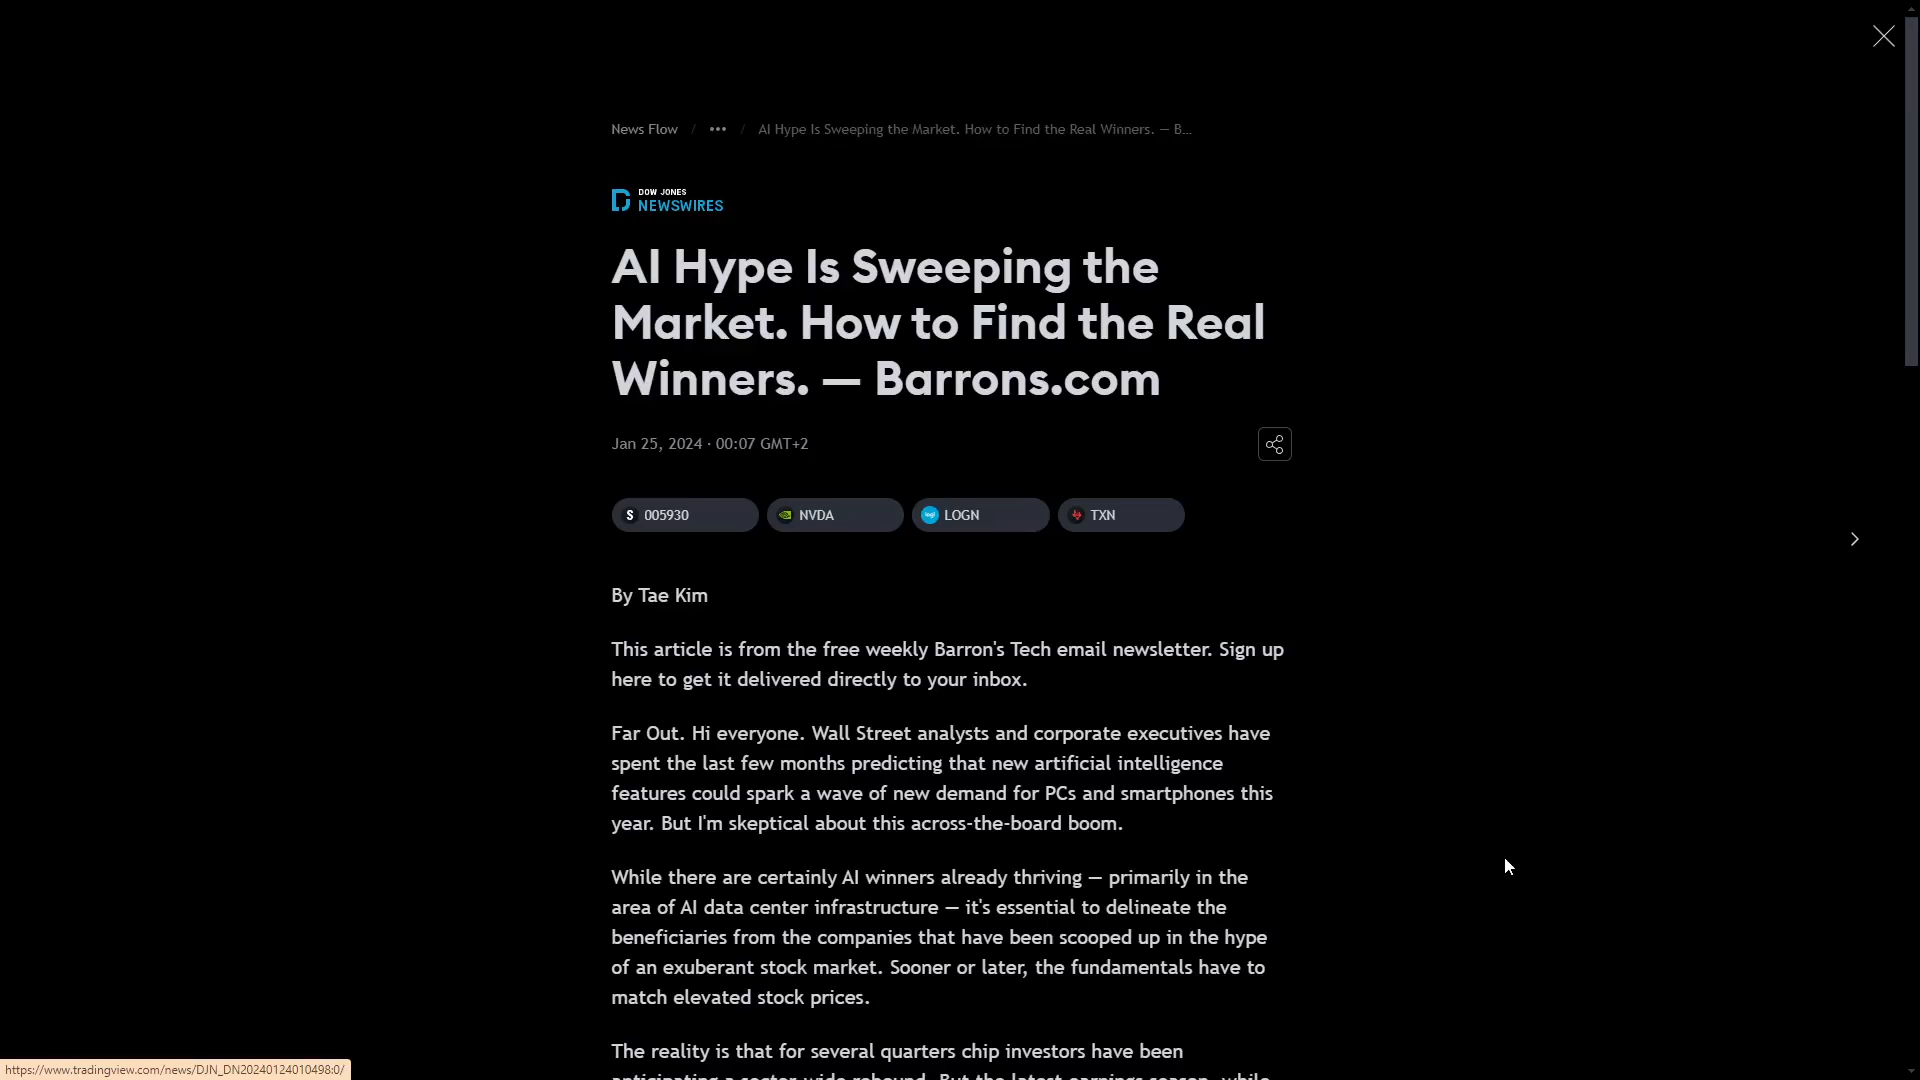 News Flow / ••• / AI Hype Is Sweeping the Market. How to Find the Real Winners. — B...
DOW JONES
NEWSWIRES
AI Hype Is Sweeping the
Market. How to Find the Real
Winners. — Barrons.com
Jan 25, 2024 · 00:07 GMT+2
S 005930 NVDA logi LOGN TXN
By Tae Kim
This article is from the free weekly Barron's Tech email newsletter. Sign up
here to get it delivered directly to your inbox.
Far Out. Hi everyone. Wall Street analysts and corporate executives have
spent the last few months predicting that new artificial intelligence
features could spark a wave of new demand for PCs and smartphones this
year. But I'm skeptical about this across-the-board boom.
While there are certainly AI winners already thriving — primarily in the
area of AI data center infrastructure — it's essential to delineate the
beneficiaries from the companies that have been scooped up in the hype
of an exuberant stock market. Sooner or later, the fundamentals have to
match elevated stock prices.
The reality is that for several quarters chip investors have been
anticipating a sector-wide rebound. But the latest earnings season, while
https://www.tradingview.com/news/DJN_DN20240124010498:0/